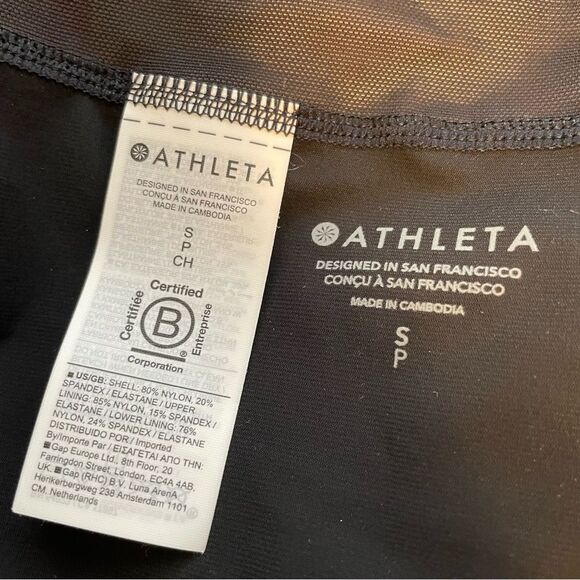 ATHLETA
DESIGNED IN SAN FRANCISCO
CONÇU À SAN FRANCISCO
MADE IN CAMBODIA
S
P
CH
Certified
Certifiée
B
®
Entreprise
Corporation
■ US/GB: SHELL: 80% NYLON, 20%
SPANDEX / ELASTANE / UPPER
LINING: 85% NYLON, 15% SPANDEX /
ELASTANE / LOWER LINING: 76%
NYLON, 24% SPANDEX / ELASTANE
DISTRIBUIDO POR / Imported
By/Importe Par / ΕΙΣΑΓΕΤΑΙ ΑΠΟ ΤΗΝ:
■ Gap Europe Ltd., 8th Floor, 20
Farringdon Street, London, EC4A 4AB,
UK. ■ Gap (RHC) B.V. Luna ArenA
Herikerbergweg 238 Amsterdam 1101
CM. Netherlands
ATHLETA
DESIGNED IN SAN FRANCISCO
CONÇU À SAN FRANCISCO
MADE IN CAMBODIA
S
P